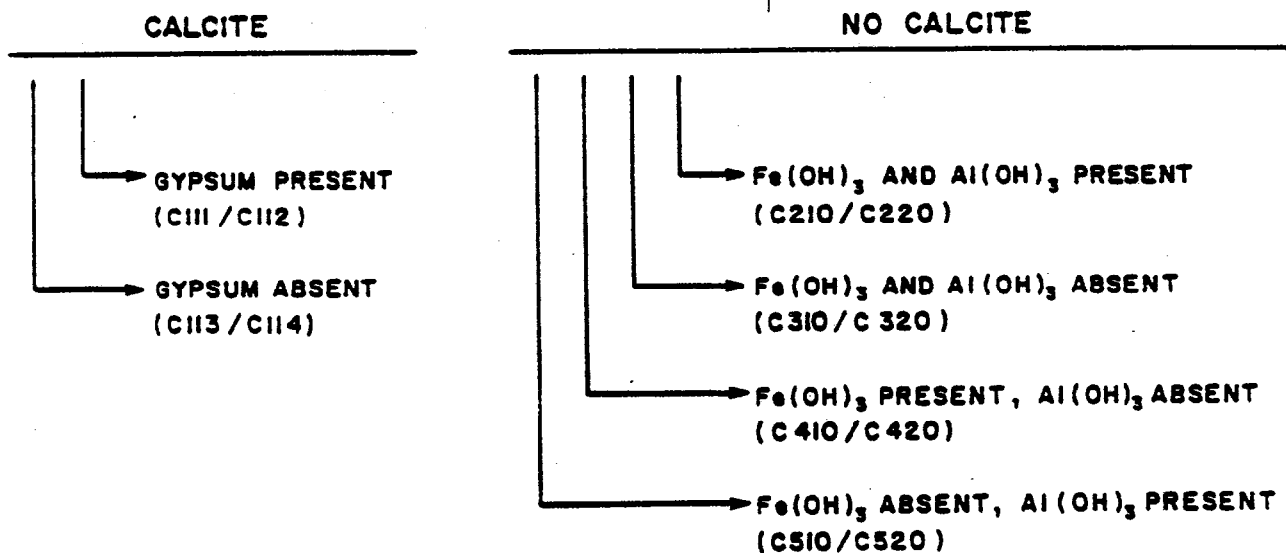 CALCITE
GYPSUM PRESENT
(C111/C112)
GYPSUM ABSENT
(C113/C114)
NO CALCITE
Fe(OH)₃ AND Al(OH)₃ PRESENT
(C210/C220)
Fe(OH)₃ AND Al(OH)₃ ABSENT
(C310/C320)
Fe(OH)₃ PRESENT, Al(OH)₃ ABSENT
(C410/C420)
Fe(OH)₃ ABSENT, Al(OH)₃ PRESENT
(C510/C520)